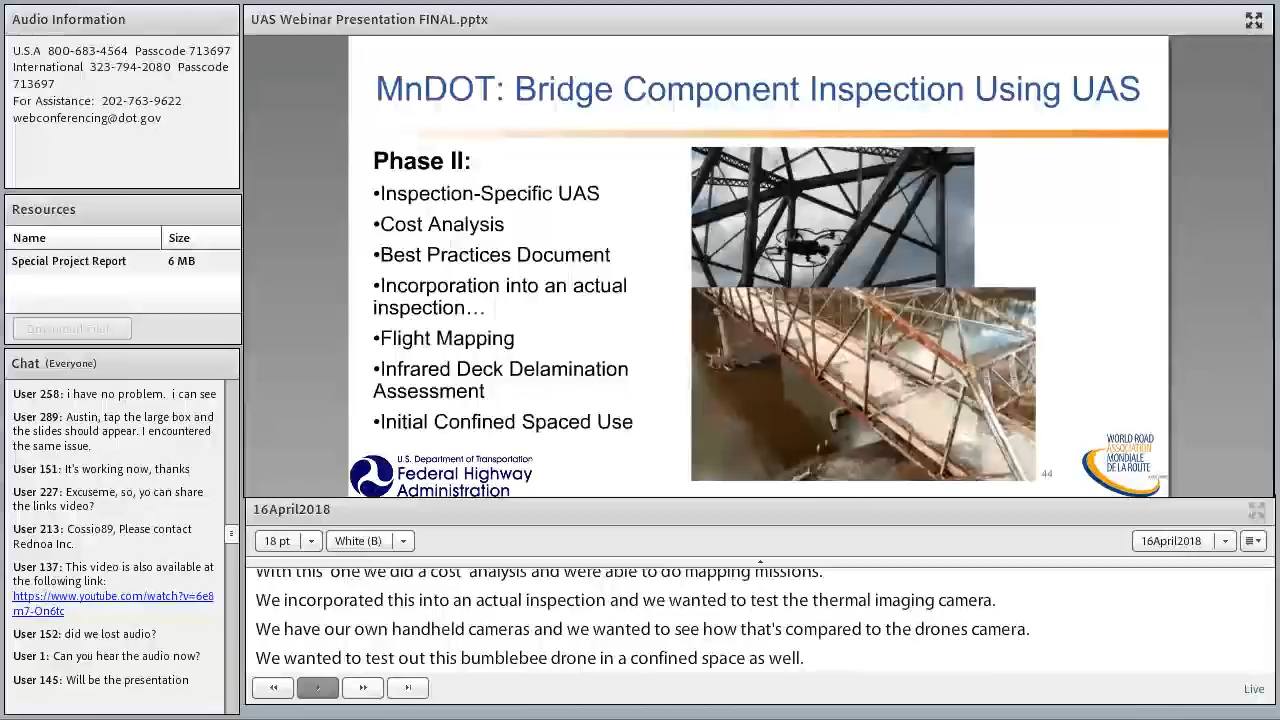 Audio Information
U.S.A 800-683-4564 Passcode 713697
International 323-794-2080 Passcode
713697
For Assistance: 202-763-9622
webconferencing@dot.gov
Resources
Name Size
Special Project Report 6 MB
Chat (Everyone)
User 258: i have no problem. i can see
User 289: Austin, tap the large box and
the slides should appear. I encountered
the same issue.
User 151: It's working now, thanks
User 227: Excuseme, so, yo can share
the links video?
User 213: Cossio89, Please contact
Rednoa Inc.
User 137: This video is also available at
the following link:
https://www.youtube.com/watch?v=6e8
m7-On6tc
User 152: did we lost audio?
User 1: Can you hear the audio now?
User 145: Will be the presentation
UAS Webinar Presentation FINAL.pptx
MnDOT: Bridge Component Inspection Using UAS
Phase II:
•Inspection-Specific UAS
•Cost Analysis
•Best Practices Document
•Incorporation into an actual
inspection…
•Flight Mapping
•Infrared Deck Delamination
Assessment
•Initial Confined Spaced Use
U.S. Department of Transportation
Federal Highway
Administration
44
WORLD ROAD
ASSOCIATION
MONDIALE
DE LA ROUTE
16April2018
18 pt White (B) 16April2018
With this one we did a cost analysis and were able to do mapping missions.
We incorporated this into an actual inspection and we wanted to test the thermal imaging camera.
We have our own handheld cameras and we wanted to see how that's compared to the drones camera.
We wanted to test out this bumblebee drone in a confined space as well.
Live